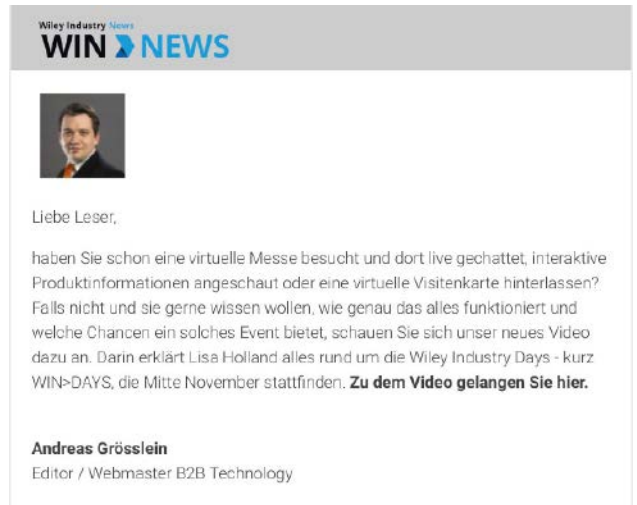 Wiley Industry News
WIN NEWS
Liebe Leser,
haben Sie schon eine virtuelle Messe besucht und dort live gechattet, interaktive
Produktinformationen angeschaut oder eine virtuelle Visitenkarte hinterlassen?
Falls nicht und sie gerne wissen wollen, wie genau das alles funktioniert und
welche Chancen ein solches Event bietet, schauen Sie sich unser neues Video
dazu an. Darin erklärt Lisa Holland alles rund um die Wiley Industry Days - kurz
WIN>DAYS, die Mitte November stattfinden. Zu dem Video gelangen Sie hier.
Andreas Grösslein
Editor / Webmaster B2B Technology